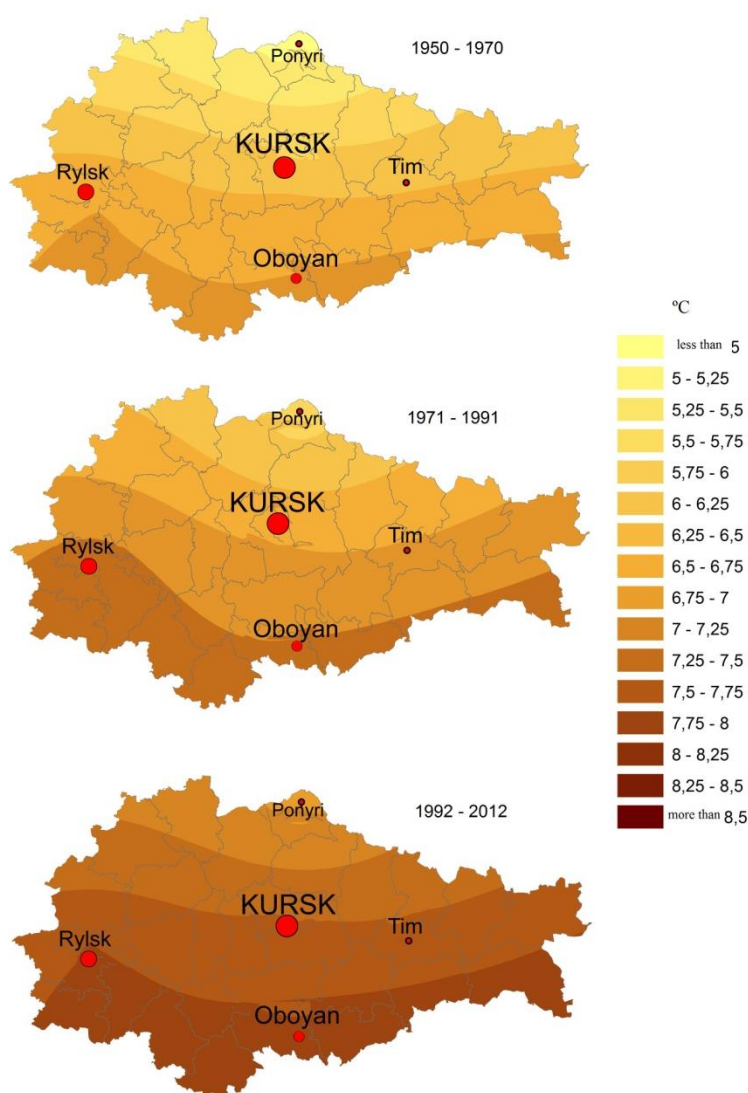 1950 - 1970
Ponyri
KURSK
Rylsk
Tim
Oboyan
ºC
less than 5
5 - 5,25
5,25 - 5,5
5,5 - 5,75
5,75 - 6
6 - 6,25
6,25 - 6,5
6,5 - 6,75
6,75 - 7
7 - 7,25
7,25 - 7,5
7,5 - 7,75
7,75 - 8
8 - 8,25
8,25 - 8,5
more than 8,5
1971 - 1991
Ponyri
KURSK
Tim
Rylsk
Oboyan
1992 - 2012
Ponyri
KURSK
Rylsk
Tim
Oboyan